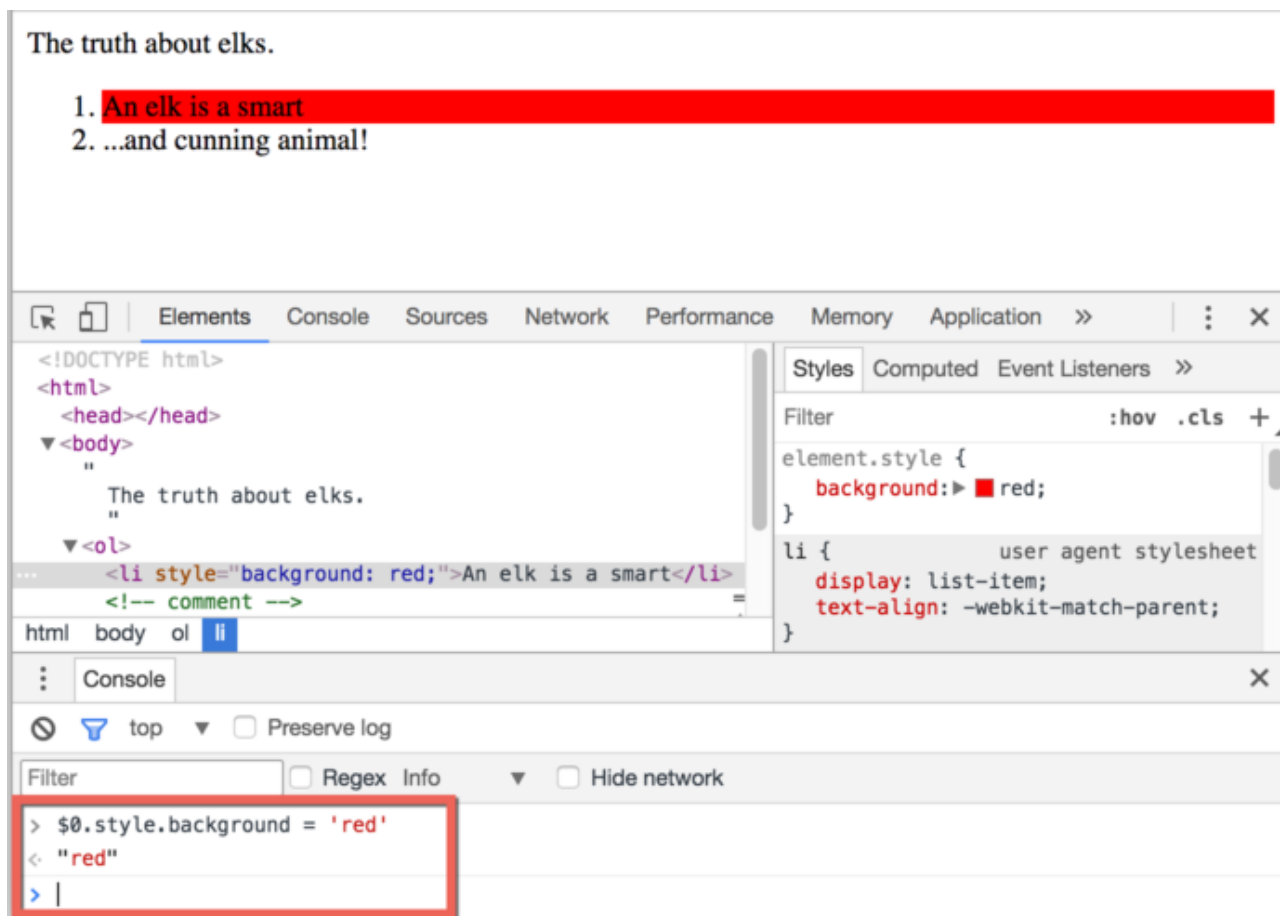 The truth about elks.
1. An elk is a smart
2. ...and cunning animal!
Elements Console Sources Network Performance Memory Application »
<!DOCTYPE html>
<html>
<head></head>
▼<body>
"
The truth about elks.
"
▼<ol>
<li style="background: red;">An elk is a smart</li>
<!-- comment -->
html body ol li
Styles Computed Event Listeners »
Filter :hov .cls +
element.style {
background:▶ red;
}
li { user agent stylesheet
display: list-item;
text-align: -webkit-match-parent;
}
Console
top ▼ Preserve log
Filter Regex Info ▼ Hide network
> $0.style.background = 'red'
"red"
>